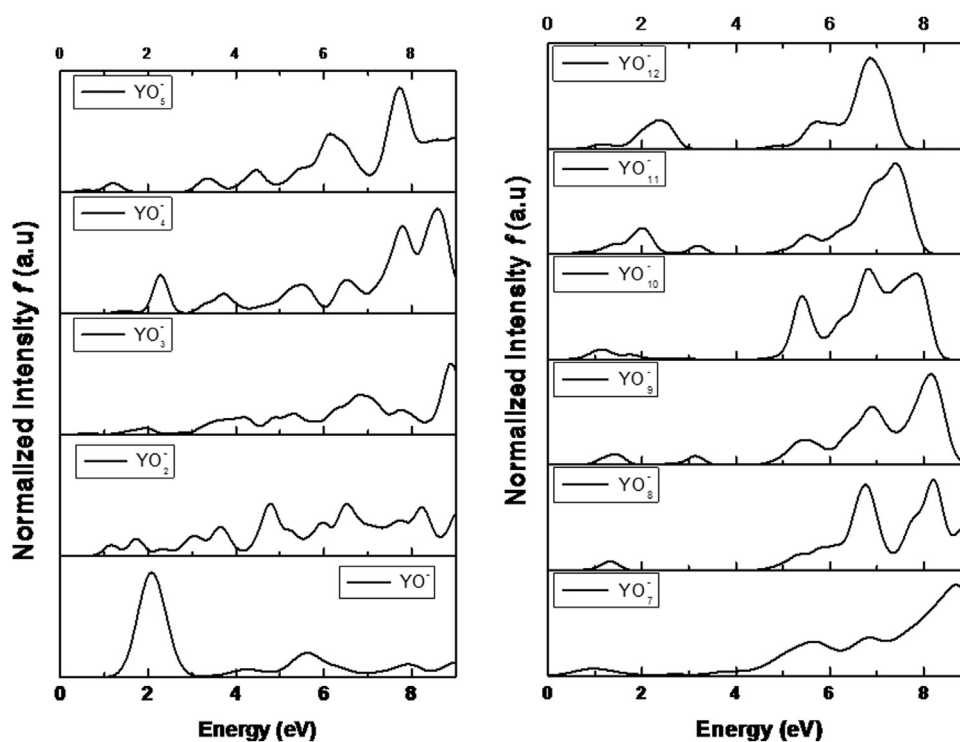 0 2 4 6 8
YO₅⁻
YO₄⁻
YO₃⁻
YO₂⁻
YO⁻
Normalized Intensity f (a.u)
0 2 4 6 8
Energy (eV)
0 2 4 6 8
YO₁₂⁻
YO₁₁⁻
YO₁₀⁻
YO₉⁻
YO₈⁻
YO₇⁻
Normalized Intensity f (a.u)
0 2 4 6 8
Energy (eV)